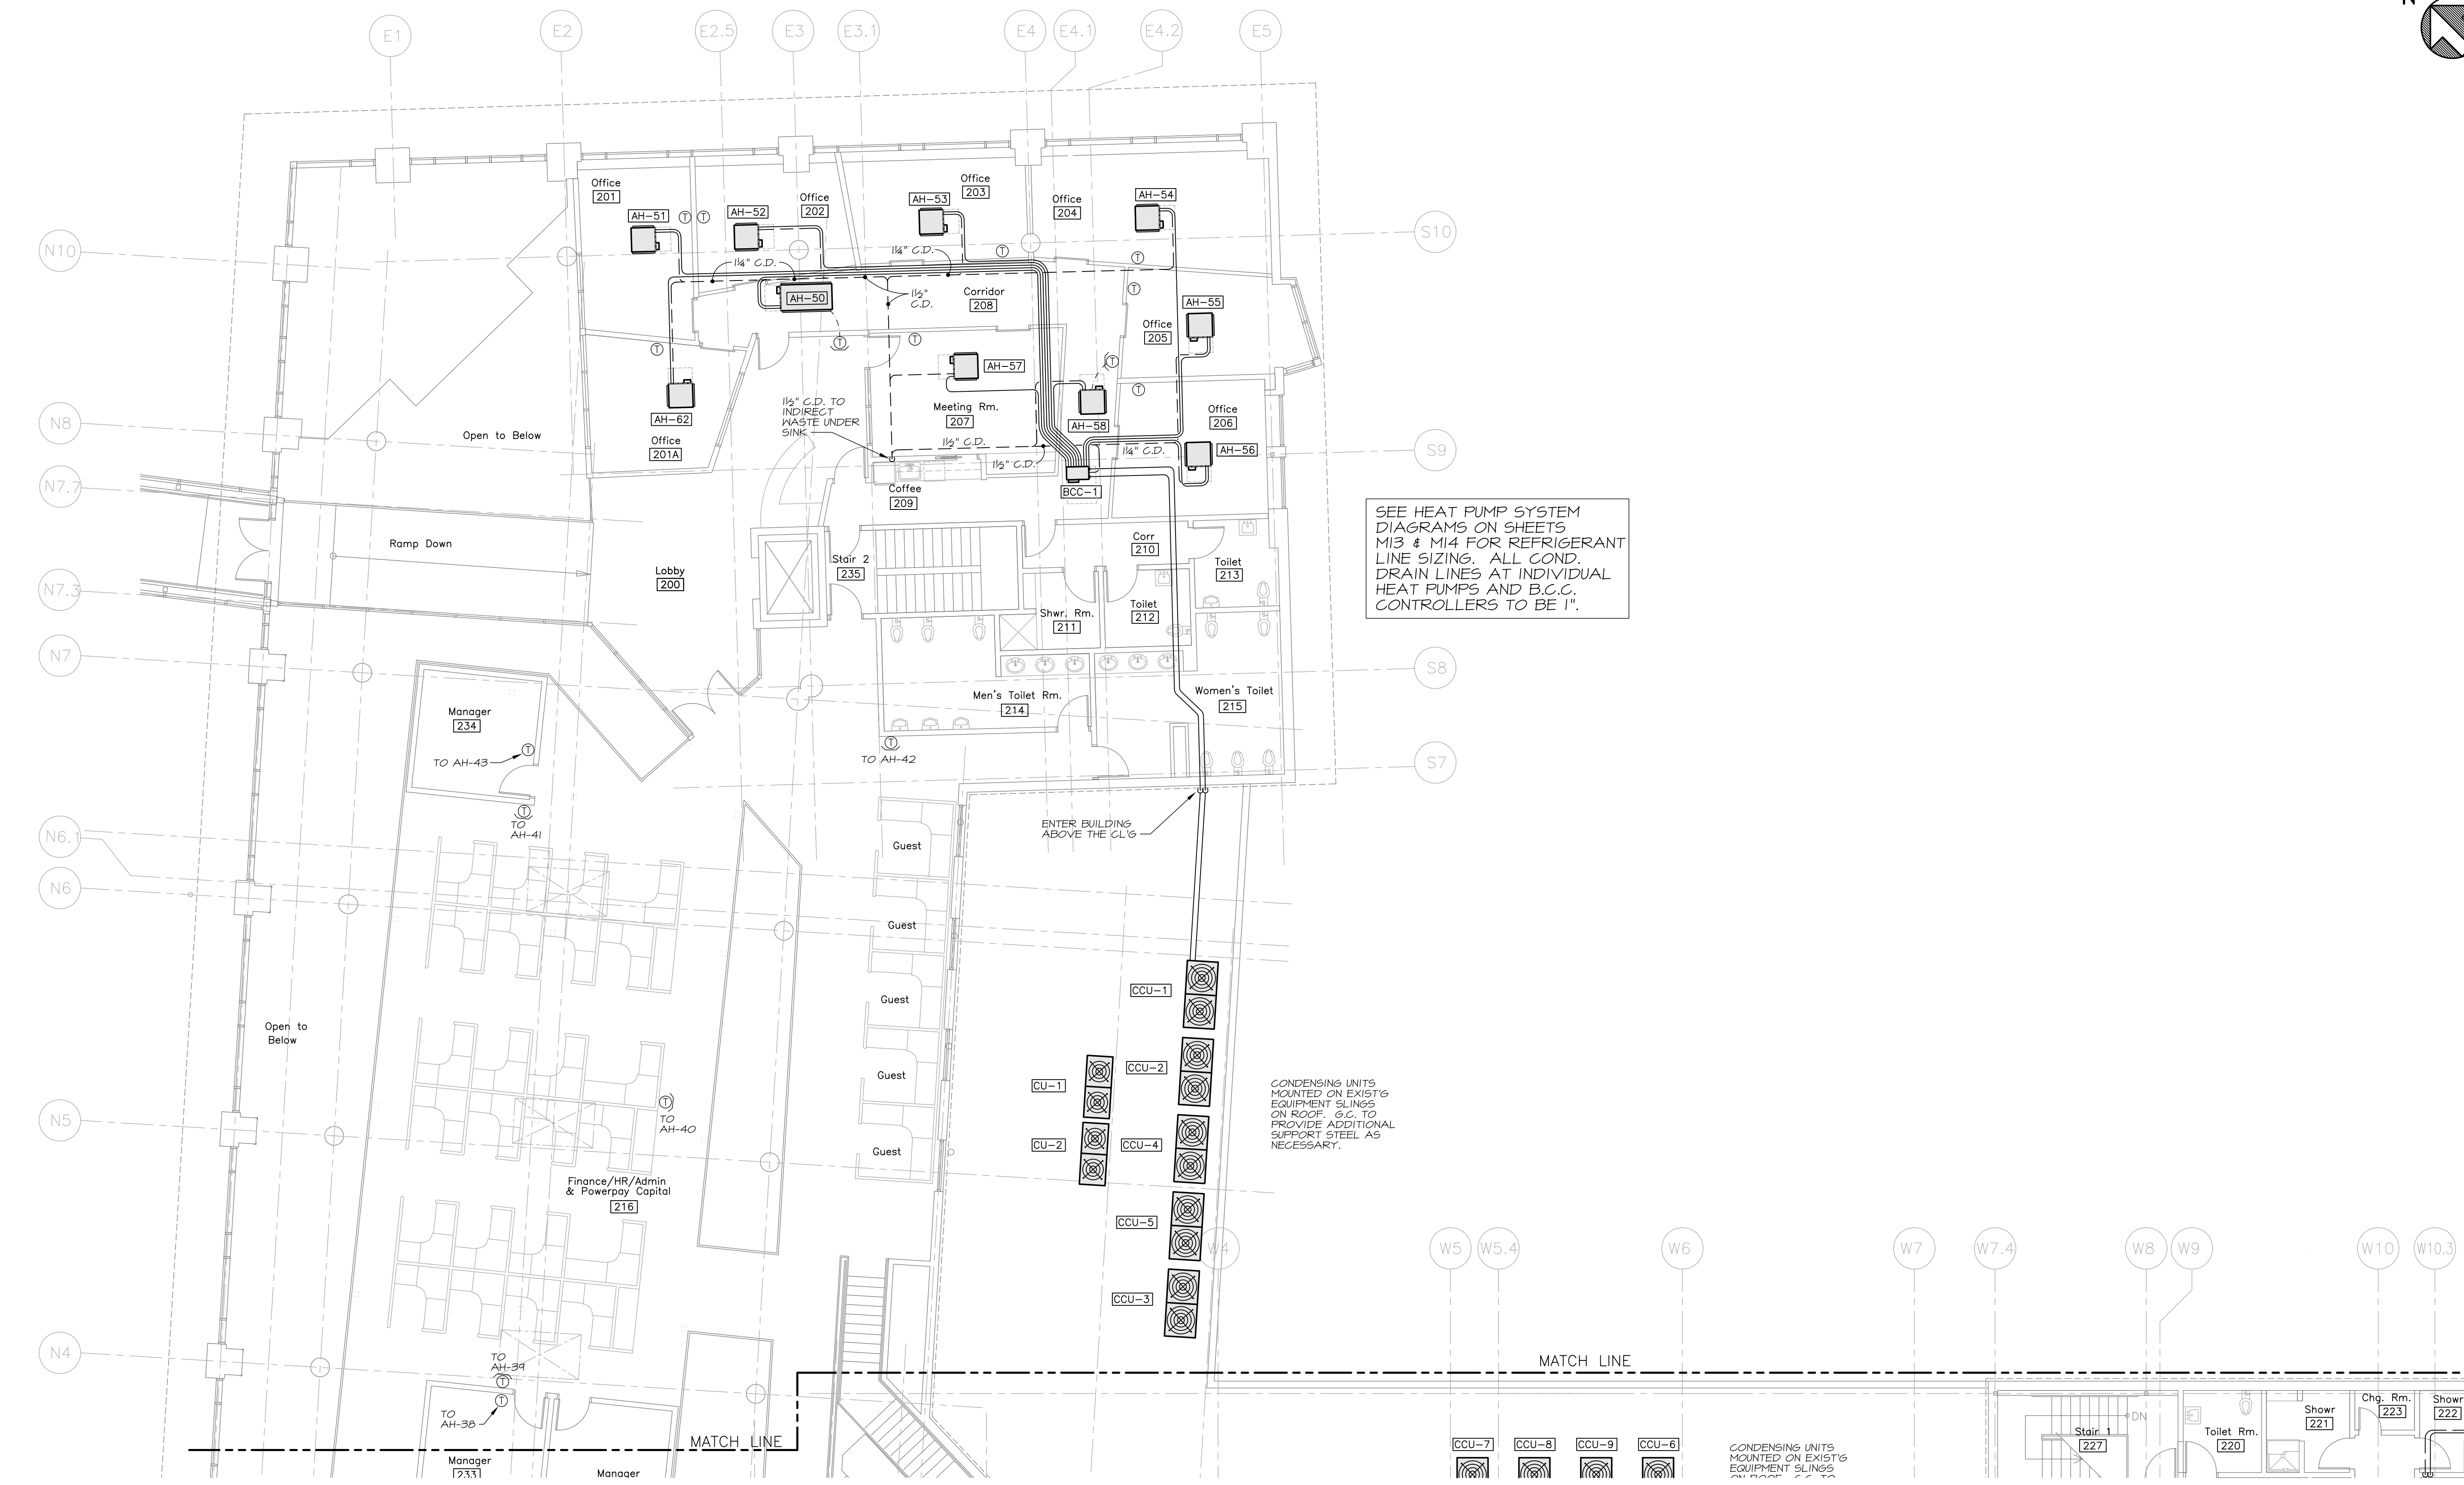 N
E1
E2
E2.5
E3
E3.1
E4
E4.1
E4.2
E5
Office
201
AH-51
T
T
AH-52
Office
202
AH-53
Office
203
Office
204
AH-54
N10
S10
1¼" C.D.
1¼" C.D.
T
T
AH-50
1½"
C.D.
Corridor
208
T
AH-55
Office
205
T
T
T
T
AH-57
AH-62
Office
201A
Open to Below
1½" C.D. TO
INDIRECT
WASTE UNDER
SINK
Meeting Rm.
207
1½" C.D.
1½" C.D.
AH-58
T
Office
206
1¼" C.D.
AH-56
BCC-1
N8
S9
N7.7
Coffee
209
SEE HEAT PUMP SYSTEM
DIAGRAMS ON SHEETS
M13 & M14 FOR REFRIGERANT
LINE SIZING. ALL COND.
DRAIN LINES AT INDIVIDUAL
HEAT PUMPS AND B.C.C.
CONTROLLERS TO BE 1".
Ramp Down
Lobby
200
Stair 2
235
Corr
210
Toilet
213
N7.3
Shwr. Rm.
211
Toilet
212
N7
S8
Manager
234
T
TO AH-43
T
TO
AH-41
Men's Toilet Rm.
214
Women's Toilet
215
T
TO AH-42
S7
ENTER BUILDING
ABOVE THE CL'G
N6.1
N6
Guest
Guest
Guest
Guest
Guest
CCU-1
Open to
Below
CU-1
CCU-2
CU-2
CCU-4
CONDENSING UNITS
MOUNTED ON EXIST'G
EQUIPMENT SLINGS
ON ROOF. G.C. TO
PROVIDE ADDITIONAL
SUPPORT STEEL AS
NECESSARY.
N5
T
TO
AH-40
Finance/HR/Admin
& Powerpay Capital
216
CCU-5
CCU-3
W4
W5
W5.4
W6
W7
W7.4
W8
W9
W10
W10.3
N4
TO
AH-39
T
T
TO
AH-38
MATCH LINE
MATCH LINE
Manager
233
Manager
CCU-7
CCU-8
CCU-9
CCU-6
CONDENSING UNITS
MOUNTED ON EXIST'G
EQUIPMENT SLINGS
ON ROOF. G.C. TO
DN
Stair 1
227
Toilet Rm.
220
Showr
221
Chg. Rm.
223
Showr
222